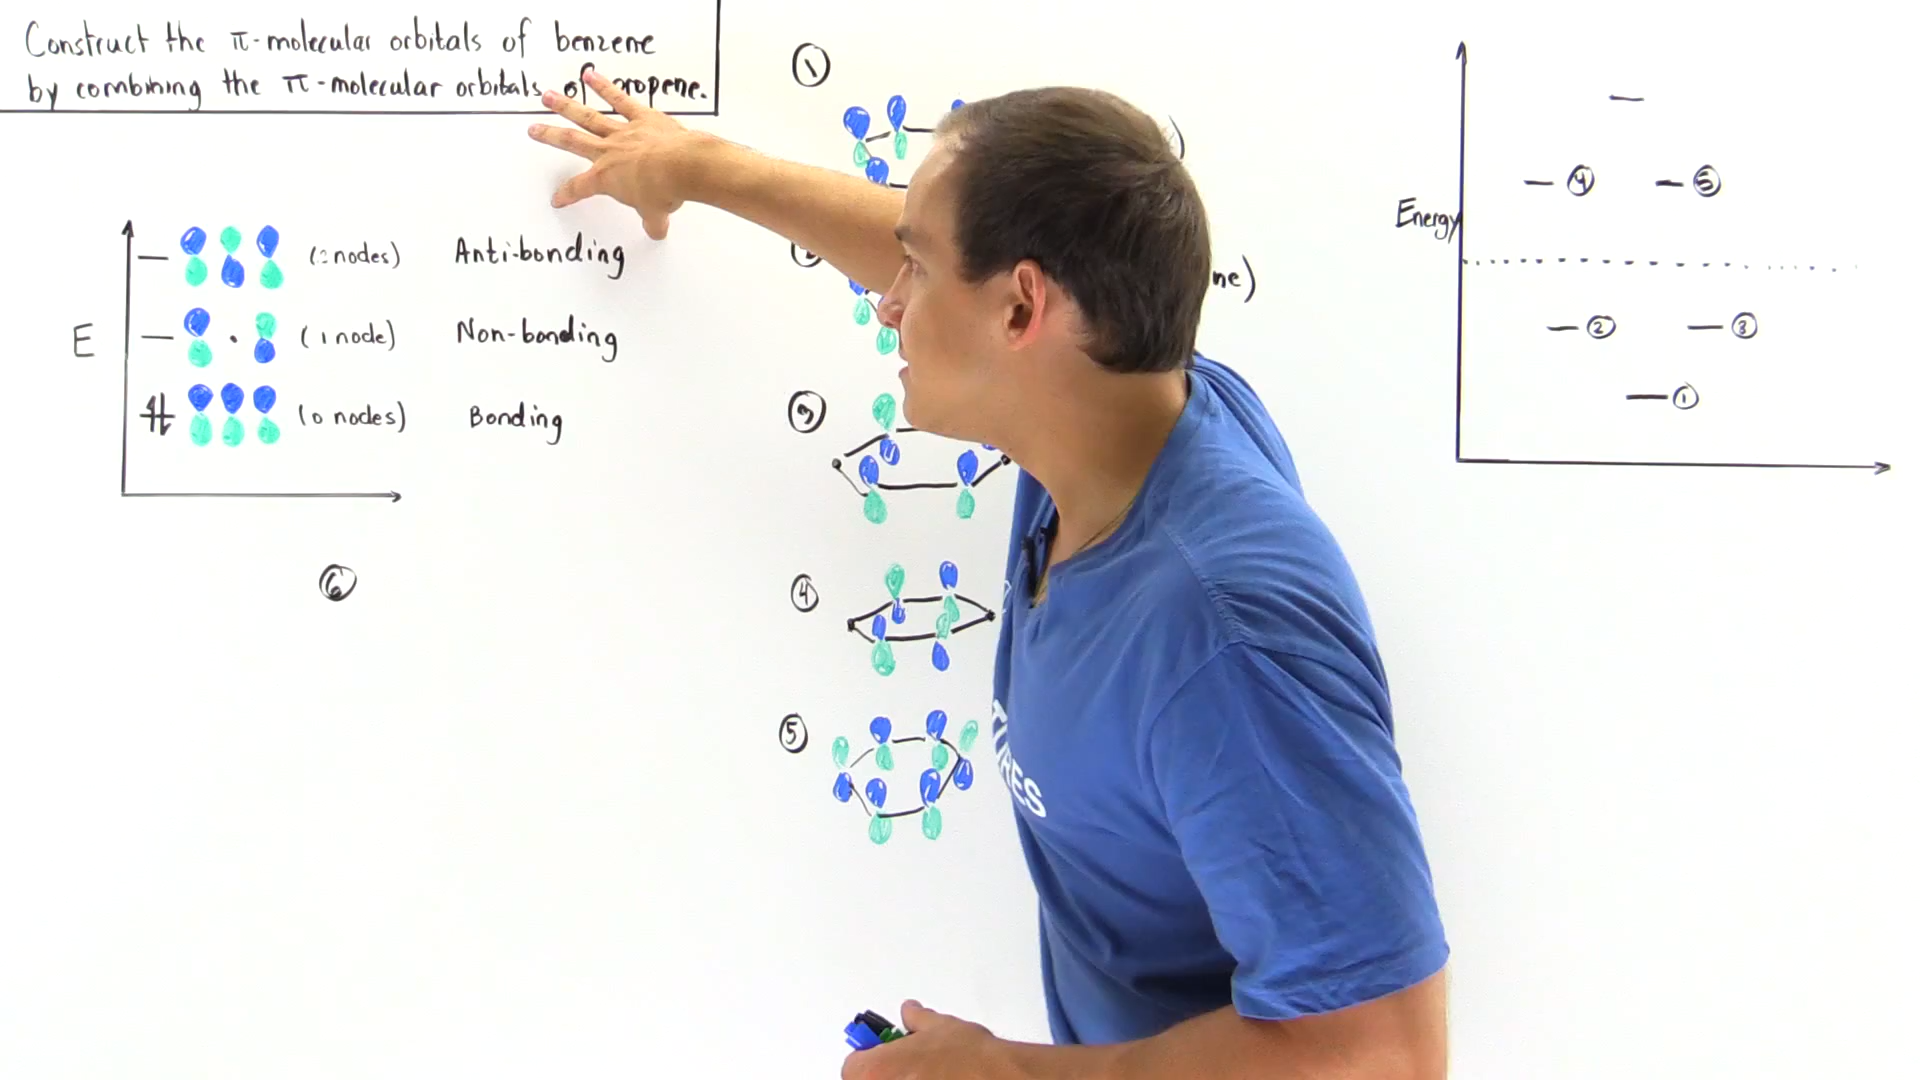 Construct the π-molecular orbitals of benzene
by combining the π-molecular orbitals of propene.
E
(2 nodes) Anti-bonding
(1 node) Non-bonding
(0 nodes) Bonding
6
1
)
ne)
3
4
5
Energy
4 5
2 3
1